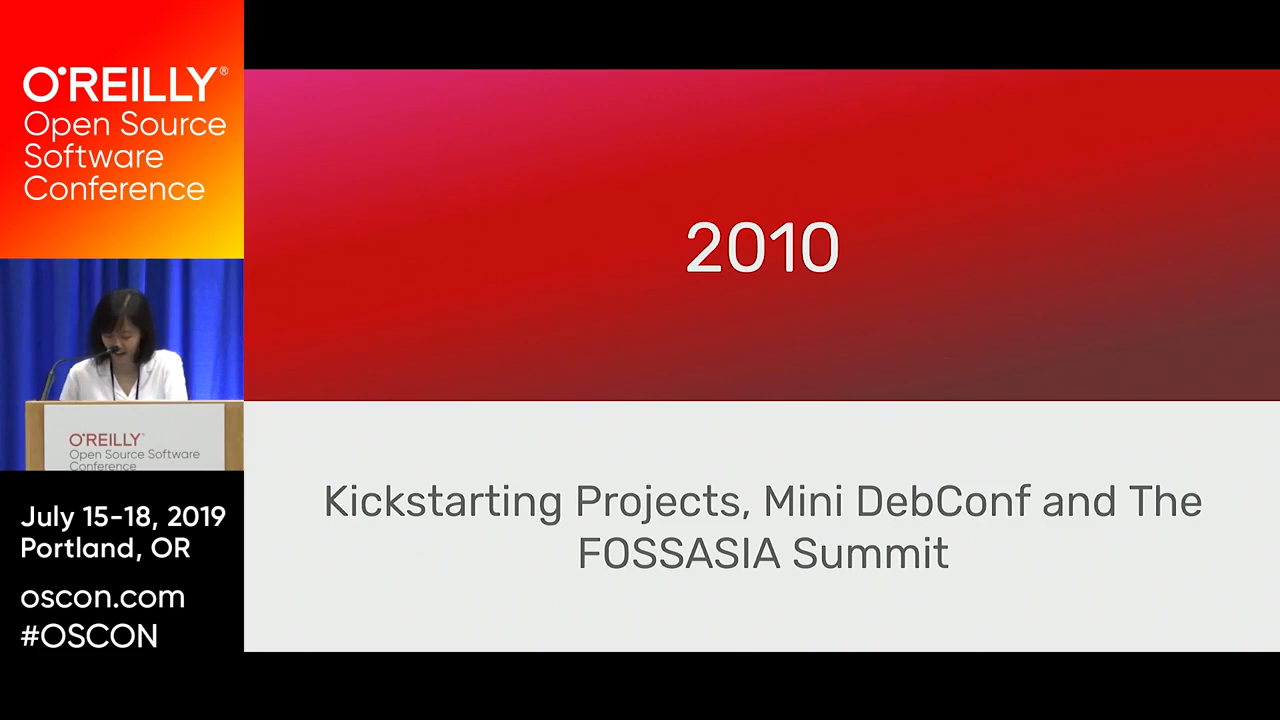 O'REILLY®
Open Source
Software
Conference
O'REILLY®
Open Source Software
Conference
July 15-18, 2019
Portland, OR
oscon.com
#OSCON
2010
Kickstarting Projects, Mini DebConf and The
FOSSASIA Summit